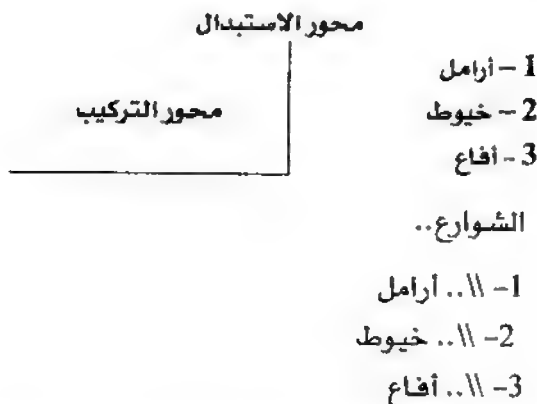 محور الاستبدال
1 – أرامل
محور التركيب
2 – خيوط
3 - أفاع
الشوارع..
1- \\.. أرامل
2- \\.. خيوط
3- \\.. أفاع